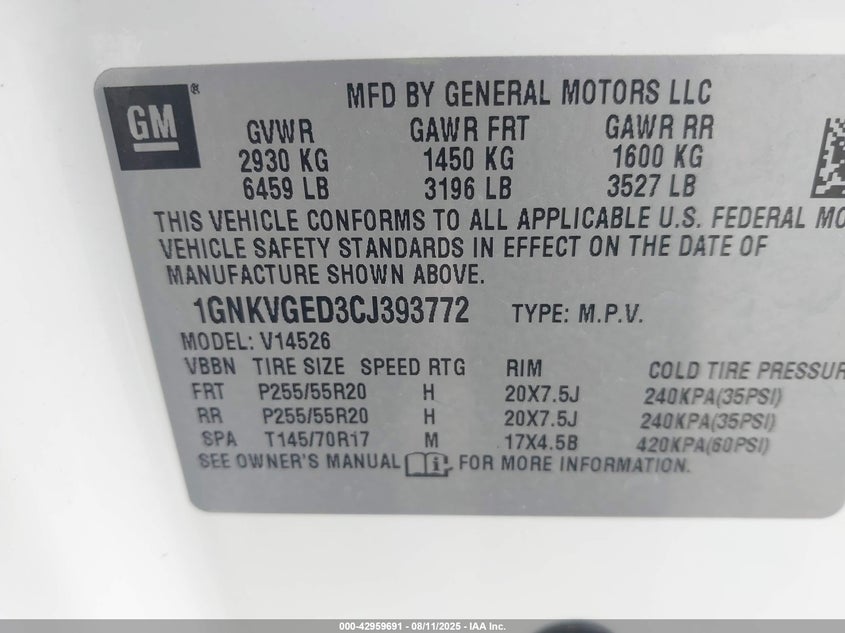 GM ®
MFD BY GENERAL MOTORS LLC
GVWR GAWR FRT GAWR RR
2930 KG 1450 KG 1600 KG
6459 LB 3196 LB 3527 LB
THIS VEHICLE CONFORMS TO ALL APPLICABLE U.S. FEDERAL MO
VEHICLE SAFETY STANDARDS IN EFFECT ON THE DATE OF
MANUFACTURE SHOWN ABOVE.
1GNKVGED3CJ393772 TYPE: M.P.V.
MODEL: V14526
VBBN TIRE SIZE SPEED RTG RIM COLD TIRE PRESSUR
FRT P255/55R20 H 20X7.5J 240KPA(35PSI)
RR P255/55R20 H 20X7.5J 240KPA(35PSI)
SPA T145/70R17 M 17X4.5B 420KPA(60PSI)
SEE OWNER'S MANUAL i FOR MORE INFORMATION.
000-42959691 - 08/11/2025 - IAA Inc.